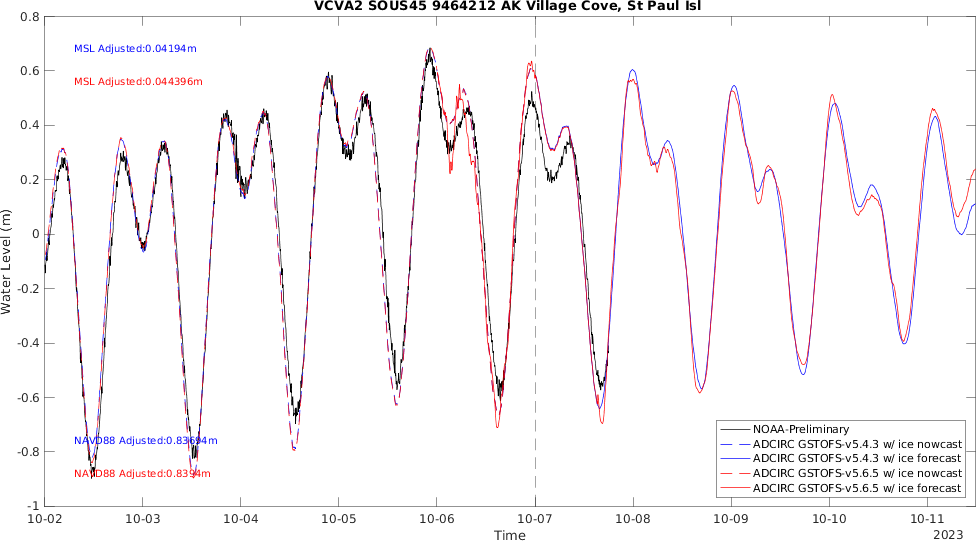 VCVA2 SOUS45 9464212 AK Village Cove, St Paul Isl
0.8
0.6
0.4
0.2
0
-0.2
-0.4
-0.6
-0.8
-1
Water Level (m)
MSL Adjusted:0.04194m
MSL Adjusted:0.044396m
NAVD88 Adjusted:0.83694m
NAVD88 Adjusted:0.8394m
NOAA-Preliminary
ADCIRC GSTOFS-v5.4.3 w/ ice nowcast
ADCIRC GSTOFS-v5.4.3 w/ ice forecast
ADCIRC GSTOFS-v5.6.5 w/ ice nowcast
ADCIRC GSTOFS-v5.6.5 w/ ice forecast
10-02 10-03 10-04 10-05 10-06 10-07 10-08 10-09 10-10 10-11
2023
Time